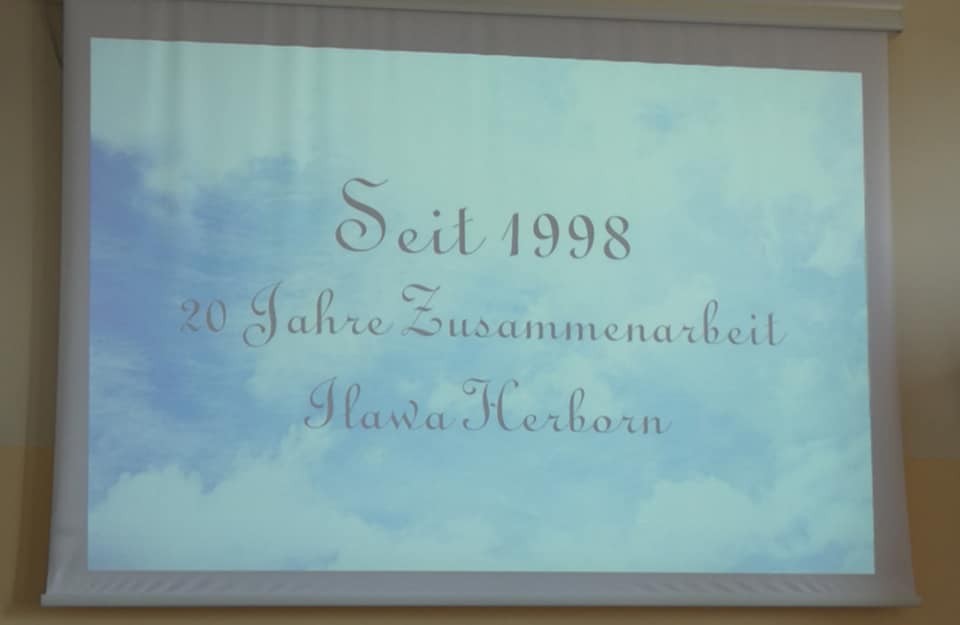 Seit 1998
20 Jahre Zusammenarbeit
Ilawa Herborn